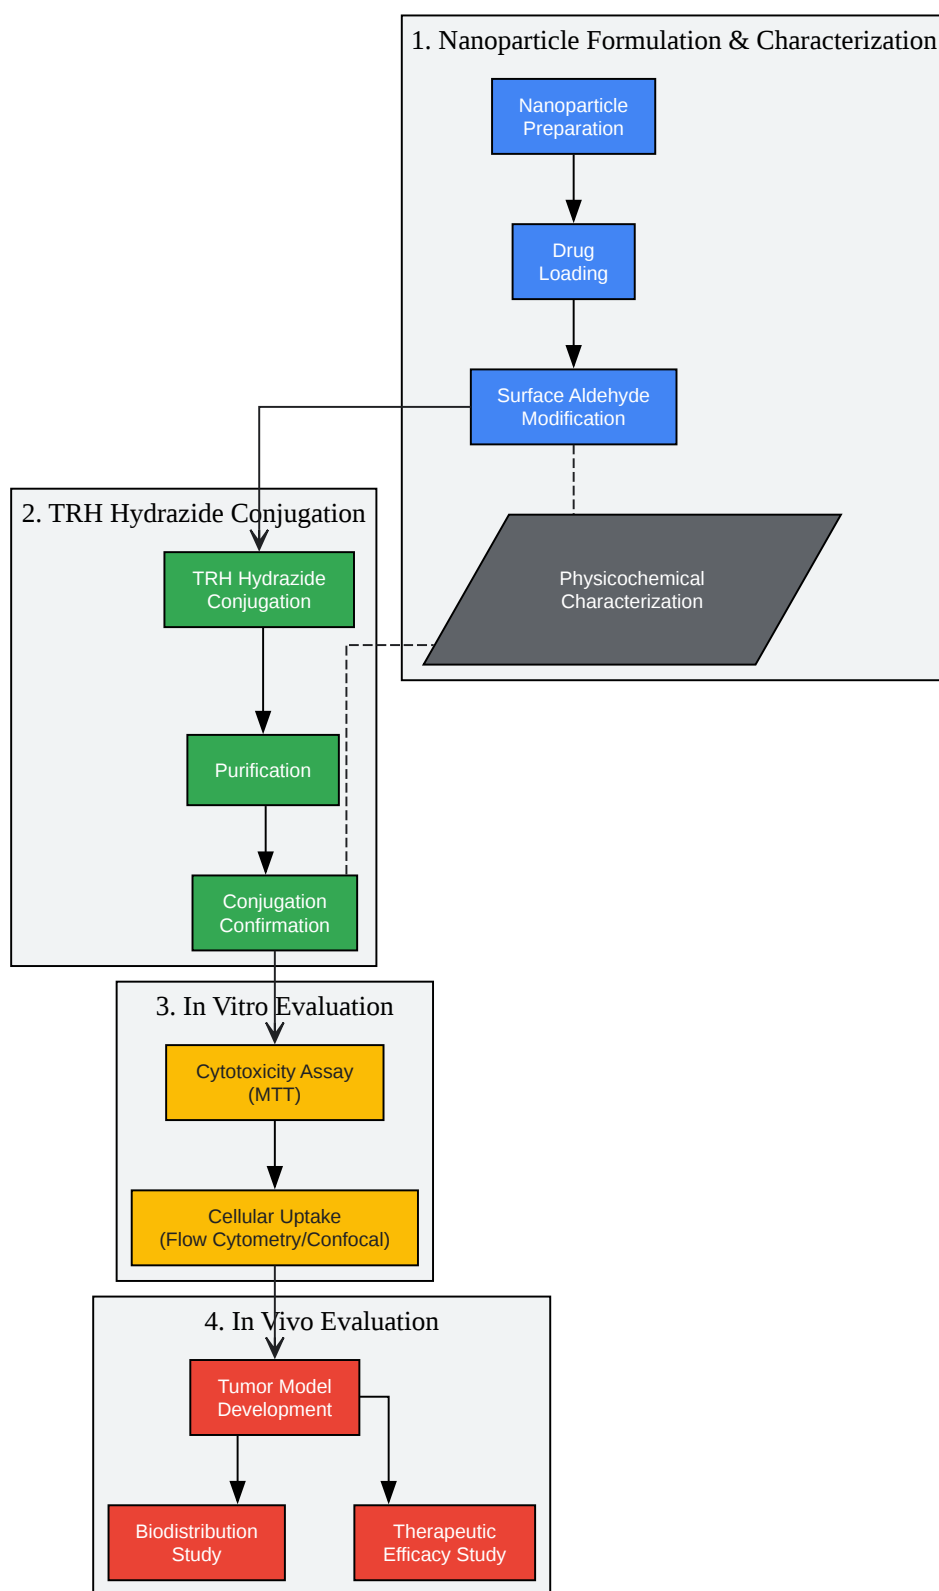 1. Nanoparticle Formulation & Characterization
Nanoparticle
Preparation
Drug
Loading
Surface Aldehyde
Modification
Physicochemical
Characterization
2. TRH Hydrazide Conjugation
TRH Hydrazide
Conjugation
Purification
Conjugation
Confirmation
3. In Vitro Evaluation
Cytotoxicity Assay
(MTT)
Cellular Uptake
(Flow Cytometry/Confocal)
4. In Vivo Evaluation
Tumor Model
Development
Biodistribution
Study
Therapeutic
Efficacy Study